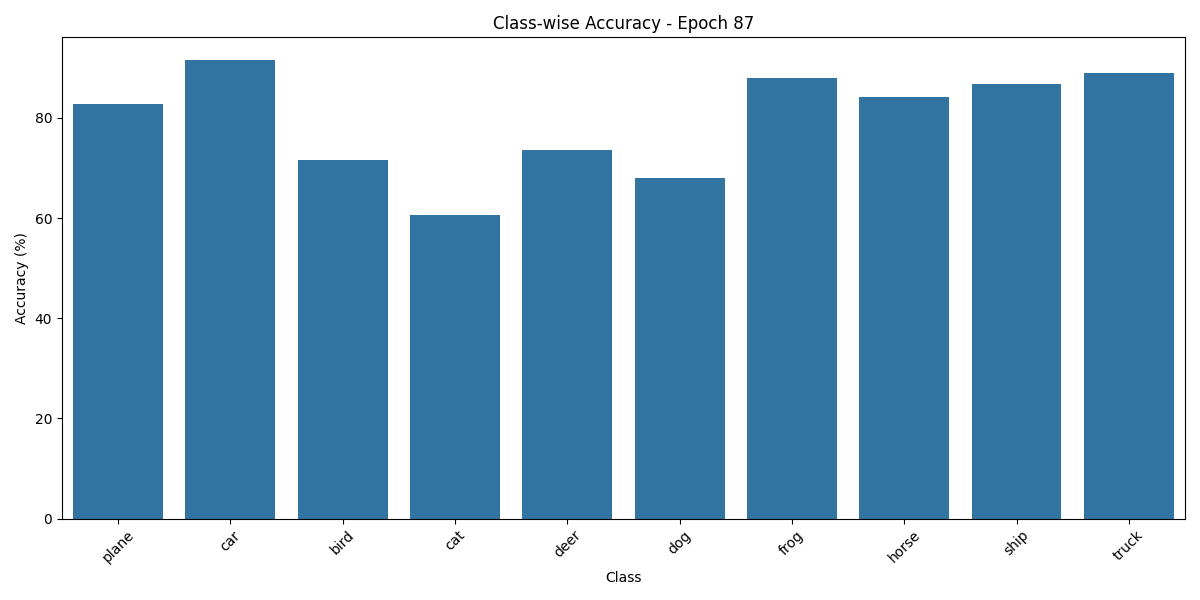 Class-wise Accuracy - Epoch 87
Accuracy (%)
80
60
40
20
0
plane
car
bird
cat
deer
dog
frog
horse
ship
truck
Class